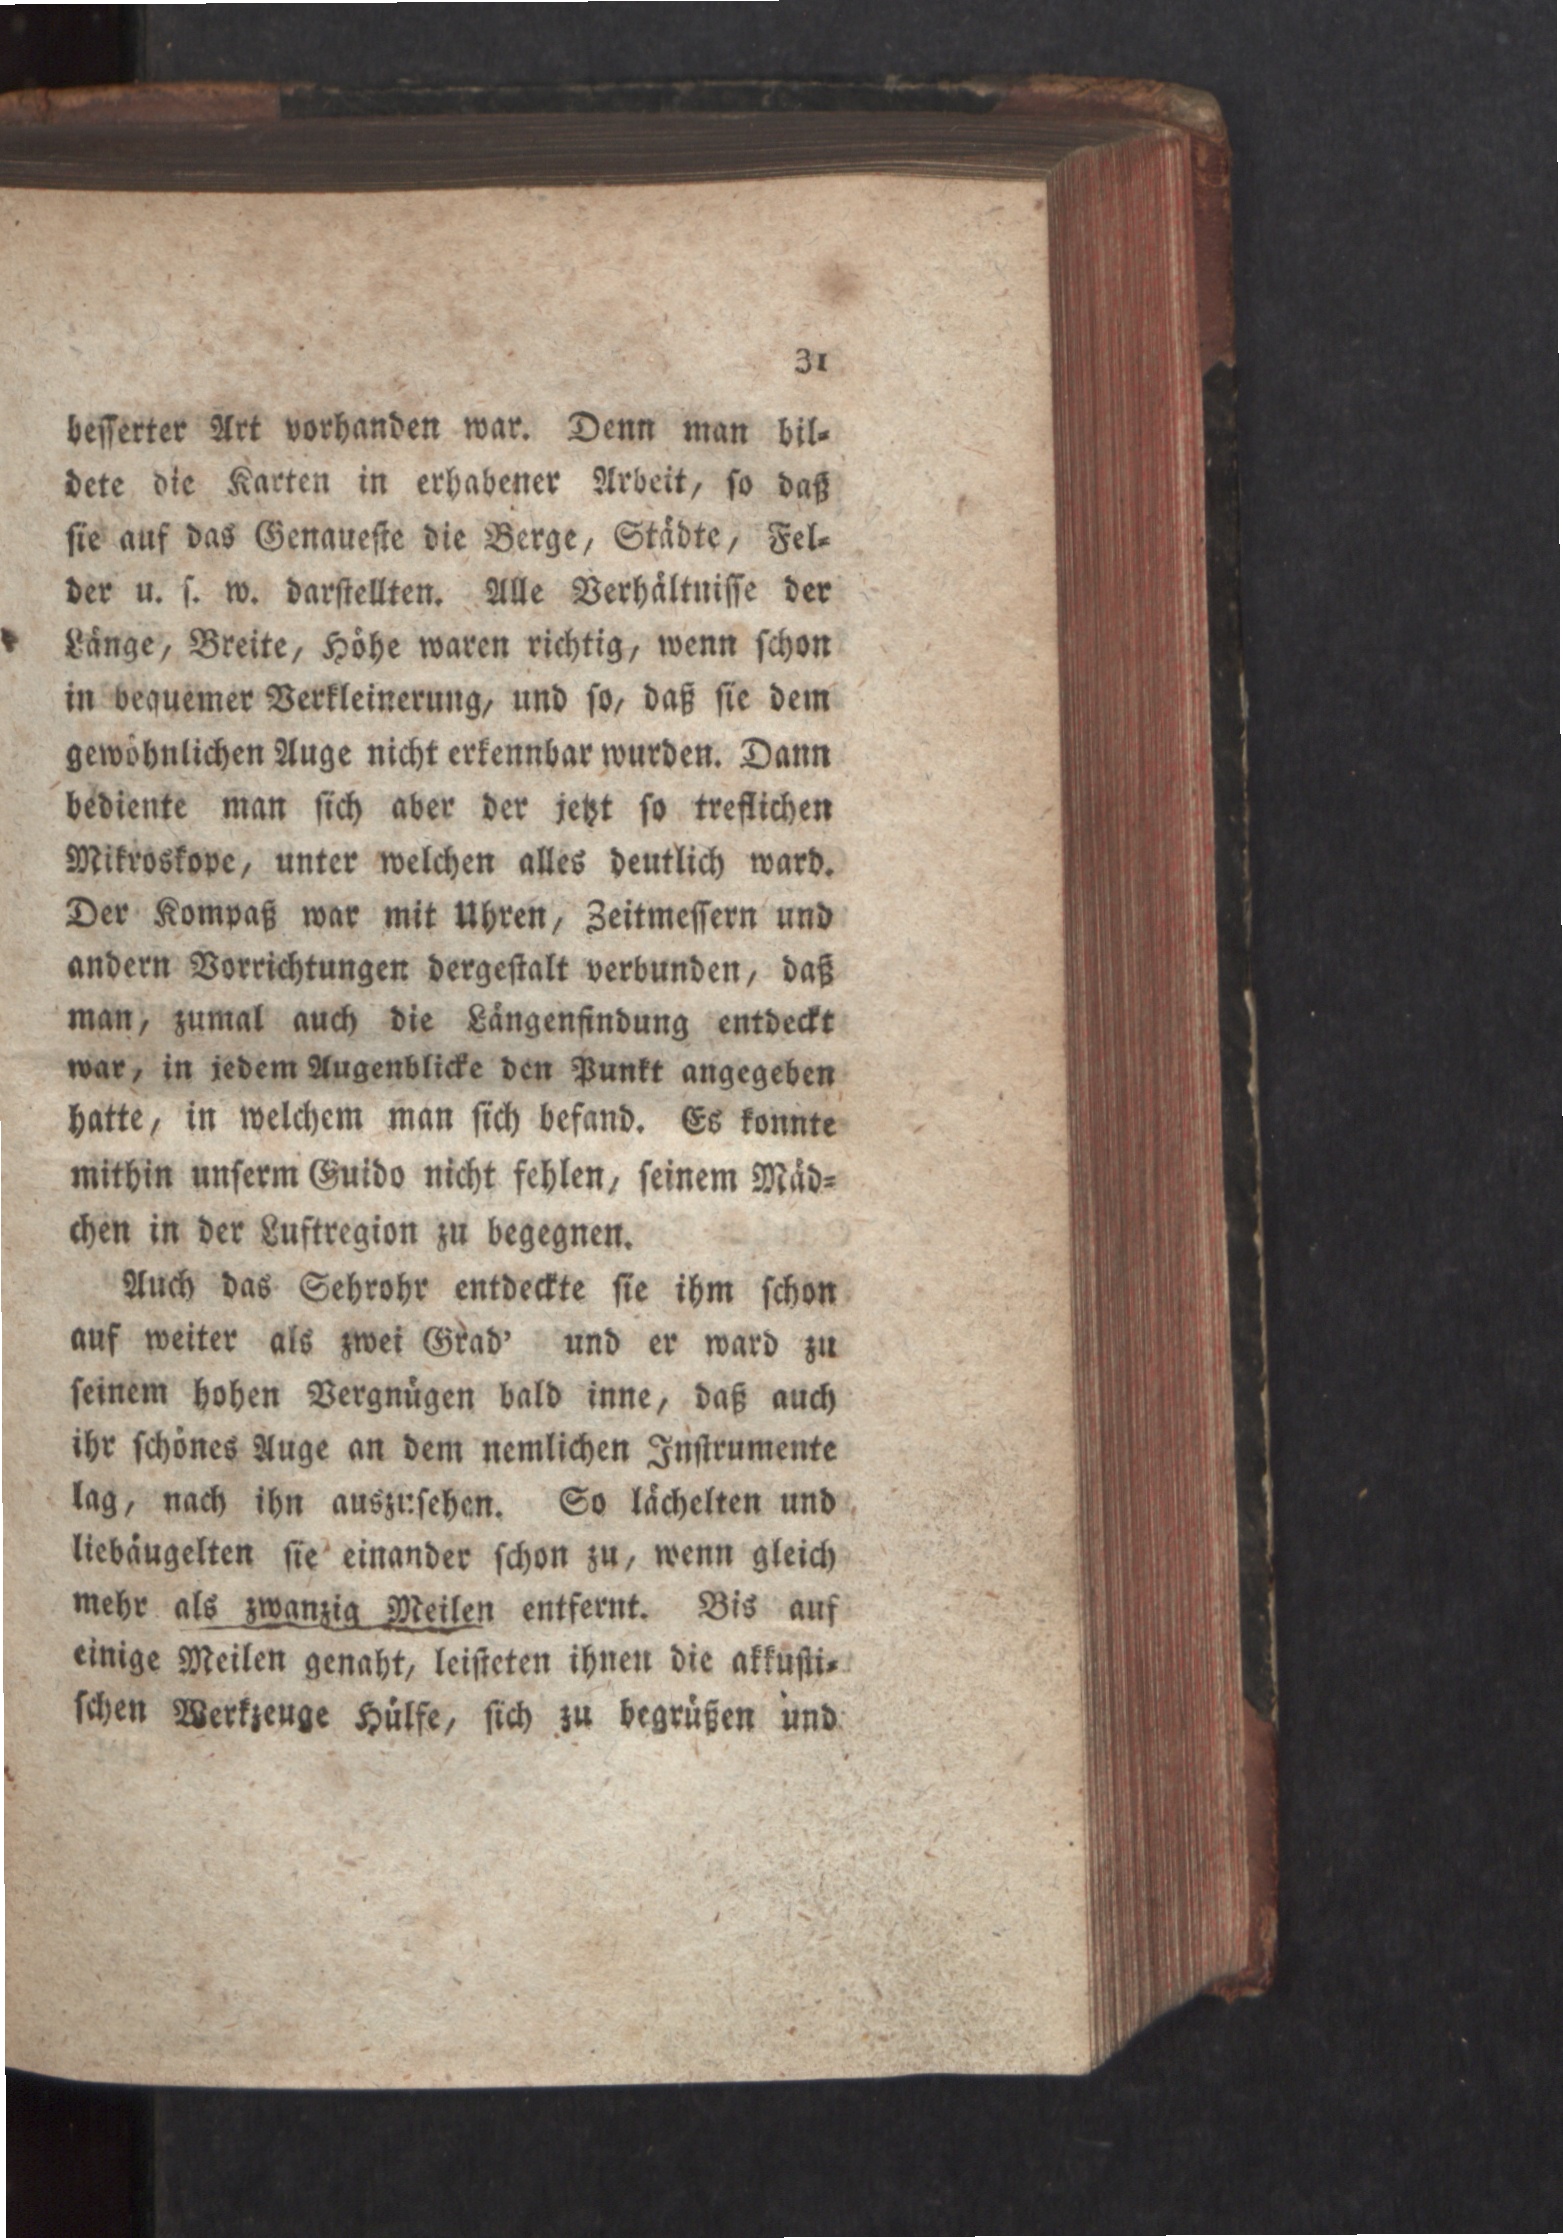 31
besserter Art vorhanden war. Denn man bil-
dete die Karten in erhabener Arbeit, so daß
sie auf das Genaueste die Berge, Städte, Fel-
der u. s. w. darstellten. Alle Verhältnisse der
Länge, Breite, Höhe waren richtig, wenn schon
in bequemer Verkleinerung, und so, daß sie dem
gewöhnlichen Auge nicht erkennbar wurden. Dann
bediente man sich aber der jetzt so treflichen
Mikroskope, unter welchen alles deutlich ward.
Der Kompaß war mit Uhren, Zeitmessern und
andern Vorrichtungen dergestalt verbunden, daß
man, zumal auch die Längenfindung entdeckt
war, in jedem Augenblicke den Punkt angegeben
hatte, in welchem man sich befand. Es konnte
mithin unserm Guido nicht fehlen, seinem Mäd-
chen in der Luftregion zu begegnen.
Auch das Sehrohr entdeckte sie ihm schon
auf weiter als zwei Grad' und er ward zu
seinem hohen Vergnügen bald inne, daß auch
ihr schönes Auge an dem nemlichen Instrumente
lag, nach ihn auszusehen. So lächelten und
liebäugelten sie einander schon zu, wenn gleich
mehr als zwanzig Meilen entfernt. Bis auf
einige Meilen genaht, leisteten ihnen die akkusti-
schen Werkzeuge Hülfe, sich zu begrüßen und